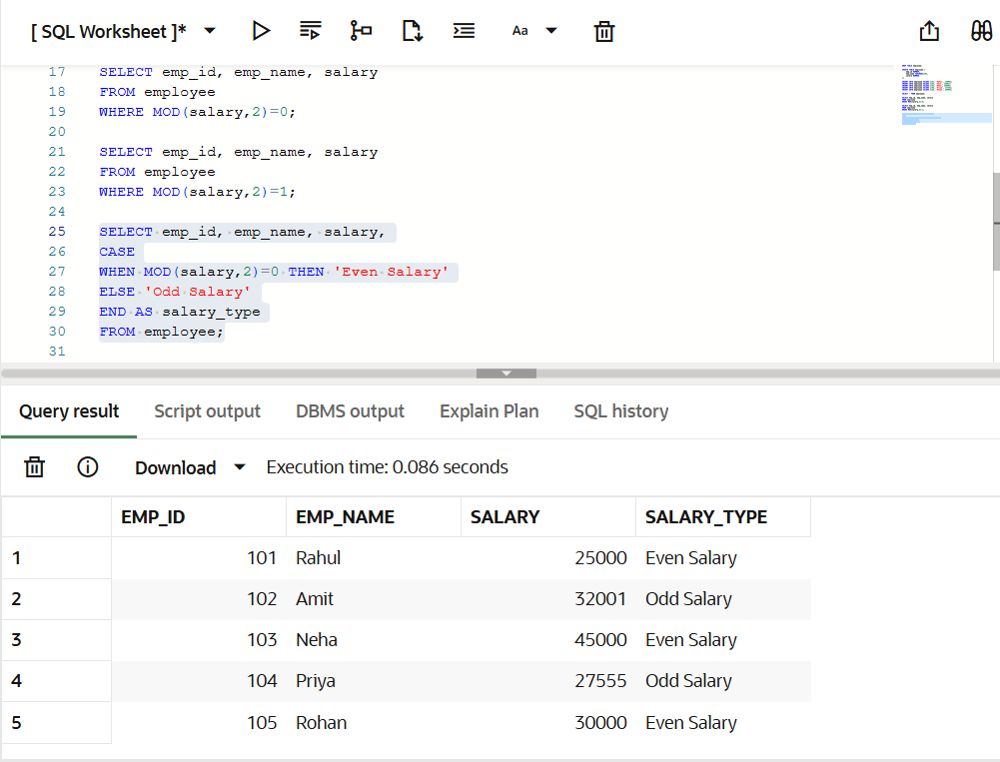 [ SQL Worksheet ]*
Aa
17 SELECT emp_id, emp_name, salary
18 FROM employee
19 WHERE MOD(salary,2)=0;
20
21 SELECT emp_id, emp_name, salary
22 FROM employee
23 WHERE MOD(salary,2)=1;
24
25 SELECT emp_id, emp_name, salary,
26 CASE
27 WHEN MOD(salary,2)=0 THEN 'Even Salary'
28 ELSE 'Odd Salary'
29 END AS salary_type
30 FROM employee;
31
Query result Script output DBMS output Explain Plan SQL history
Download Execution time: 0.086 seconds
EMP_ID EMP_NAME SALARY SALARY_TYPE
1 101 Rahul 25000 Even Salary
2 102 Amit 32001 Odd Salary
3 103 Neha 45000 Even Salary
4 104 Priya 27555 Odd Salary
5 105 Rohan 30000 Even Salary